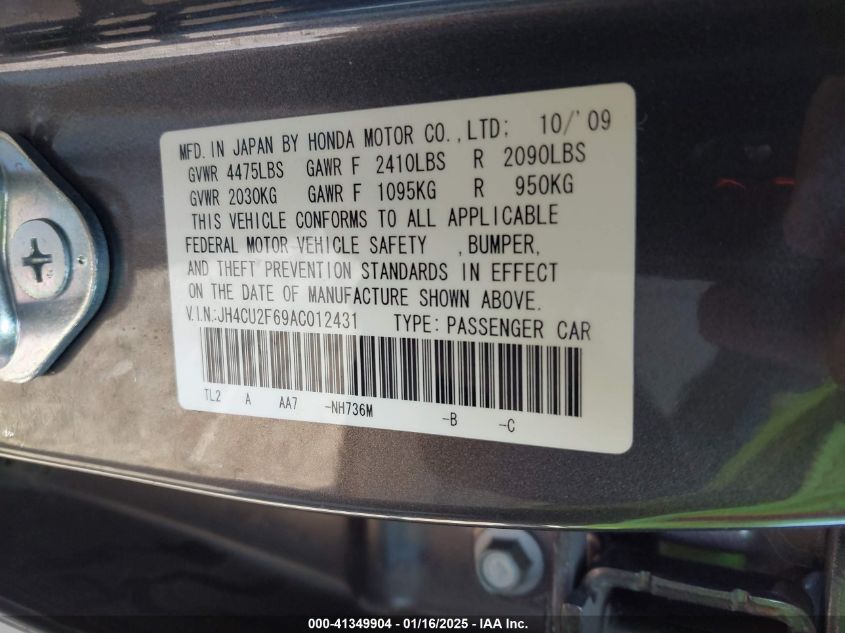 MFD. IN JAPAN BY HONDA MOTOR CO.,LTD; 10/'09
GVWR 4475LBS GAWR F 2410LBS R 2090LBS
GVWR 2030KG GAWR F 1095KG R 950KG
THIS VEHICLE CONFORMS TO ALL APPLICABLE
FEDERAL MOTOR VEHICLE SAFETY ,BUMPER,
AND THEFT PREVENTION STANDARDS IN EFFECT
ON THE DATE OF MANUFACTURE SHOWN ABOVE.
V.I.N.:JH4CU2F69AC012431 TYPE: PASSENGER CAR
TL2 A AA7 -NH736M -B -C
000-41349904 - 01/16/2025 - IAA Inc.